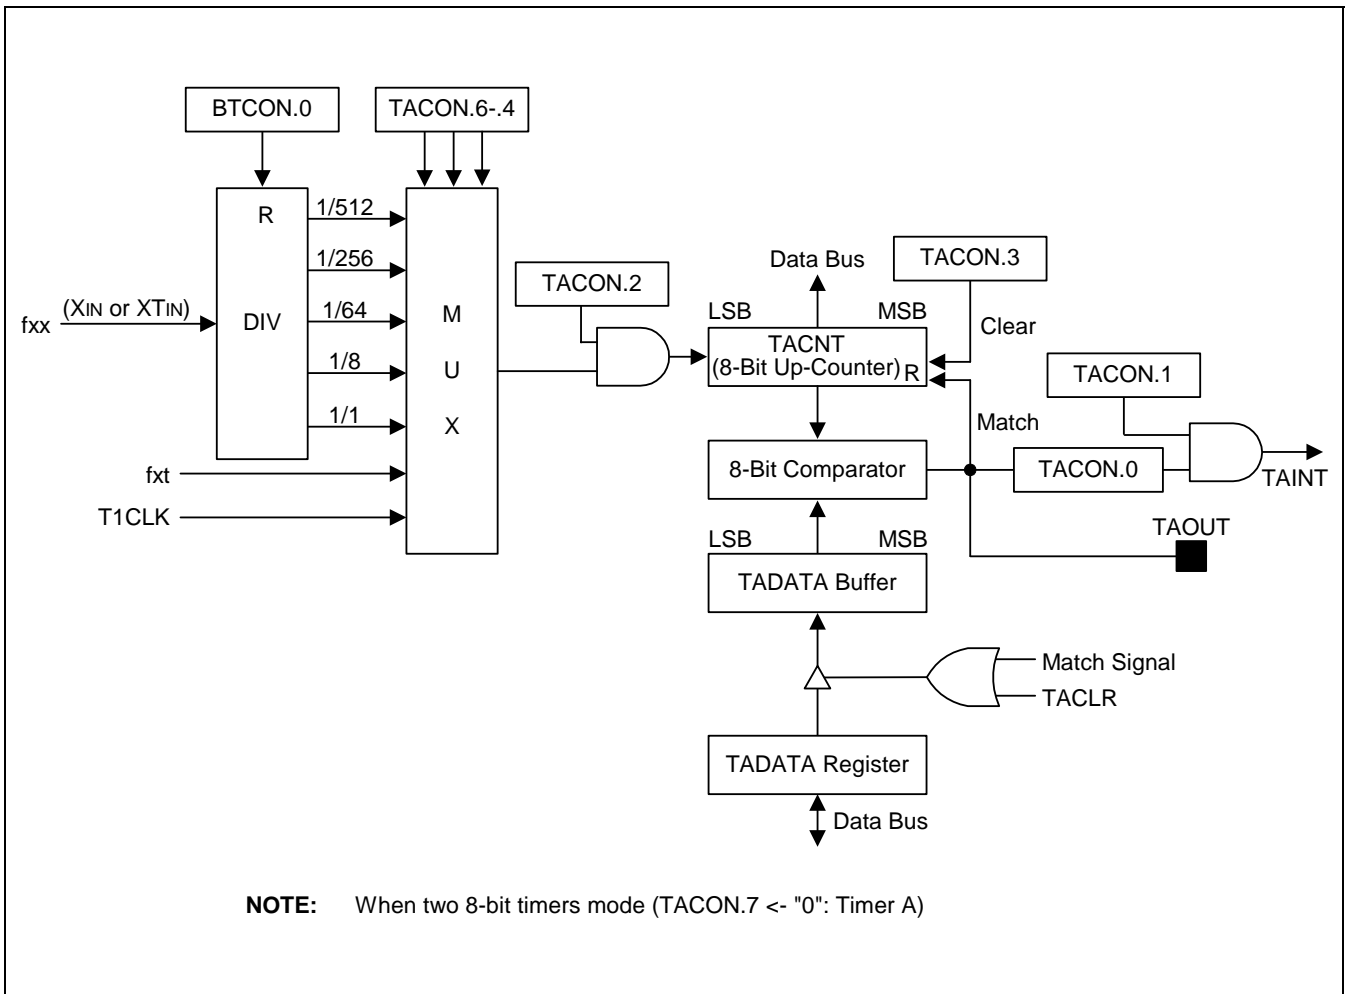 BTCON.0
TACON.6-.4
R
1/512
1/256
1/64
1/8
1/1
fxx
(XIN or XTIN)
DIV
M
U
X
fxt
T1CLK
TACON.2
Data Bus
TACON.3
LSB
MSB
TACNT
(8-Bit Up-Counter)
R
Clear
Match
TACON.1
8-Bit Comparator
TACON.0
TAINT
TAOUT
LSB
MSB
TADATA Buffer
Match Signal
TACLR
TADATA Register
Data Bus
NOTE: When two 8-bit timers mode (TACON.7 <- "0": Timer A)